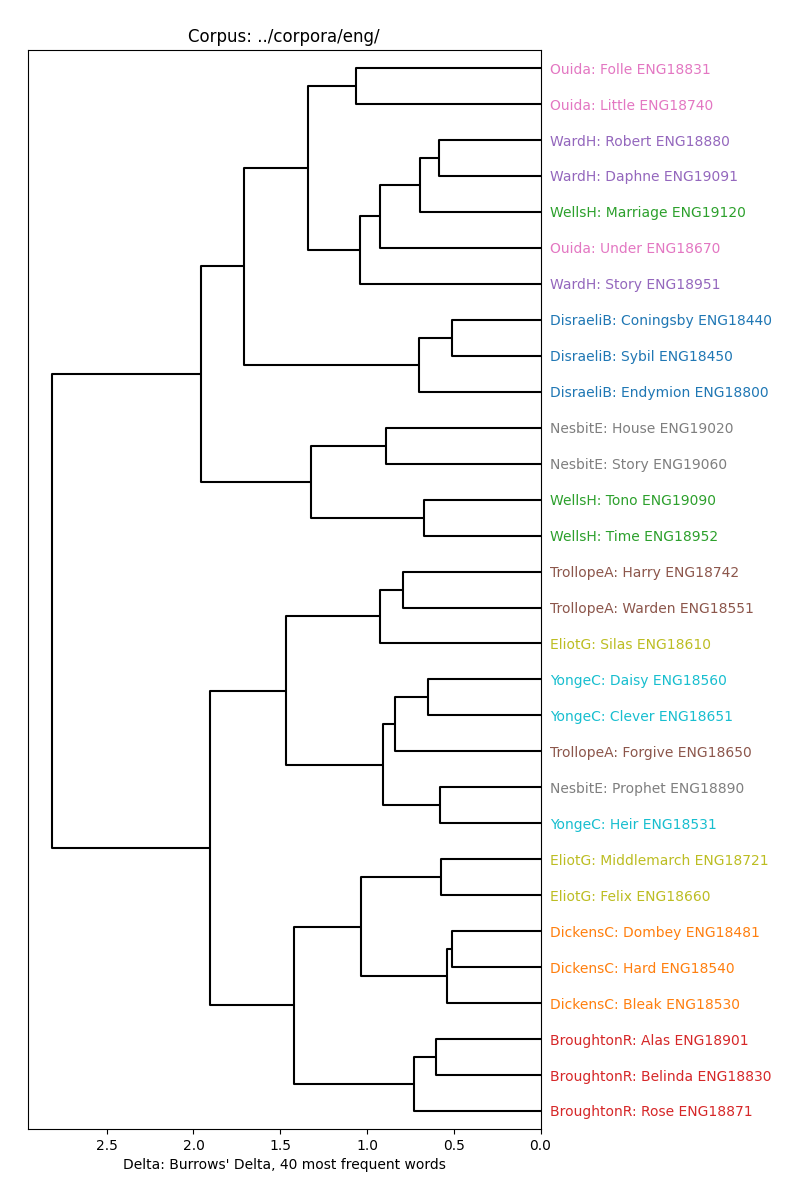 Corpus: ../corpora/eng/
Ouida: Folle ENG18831
Ouida: Little ENG18740
WardH: Robert ENG18880
WardH: Daphne ENG19091
WellsH: Marriage ENG19120
Ouida: Under ENG18670
WardH: Story ENG18951
DisraeliB: Coningsby ENG18440
DisraeliB: Sybil ENG18450
DisraeliB: Endymion ENG18800
NesbitE: House ENG19020
NesbitE: Story ENG19060
WellsH: Tono ENG19090
WellsH: Time ENG18952
TrollopeA: Harry ENG18742
TrollopeA: Warden ENG18551
EliotG: Silas ENG18610
YongeC: Daisy ENG18560
YongeC: Clever ENG18651
TrollopeA: Forgive ENG18650
NesbitE: Prophet ENG18890
YongeC: Heir ENG18531
EliotG: Middlemarch ENG18721
EliotG: Felix ENG18660
DickensC: Dombey ENG18481
DickensC: Hard ENG18540
DickensC: Bleak ENG18530
BroughtonR: Alas ENG18901
BroughtonR: Belinda ENG18830
BroughtonR: Rose ENG18871
2.5 2.0 1.5 1.0 0.5 0.0
Delta: Burrows' Delta, 40 most frequent words